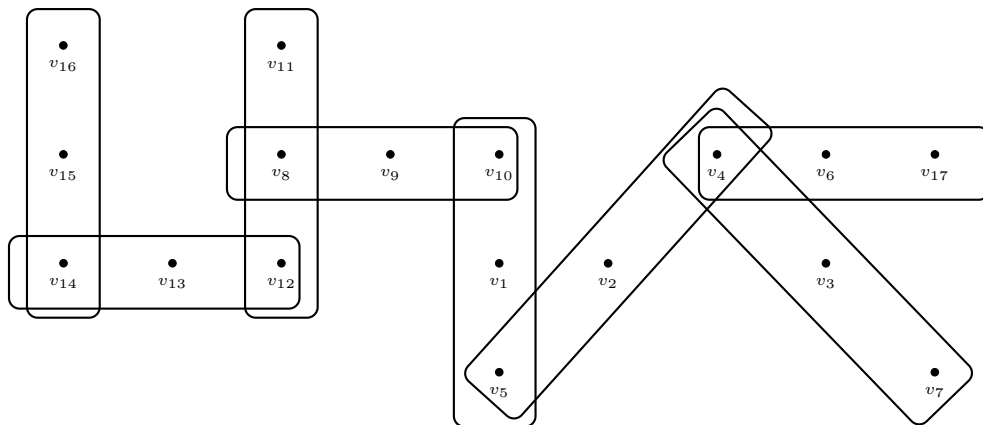 v₁₆ v₁₁
v₁₅ v₈ v₉ v₁₀ v₄ v₆ v₁₇
v₁₄ v₁₃ v₁₂ v₁ v₂ v₃
v₅ v₇